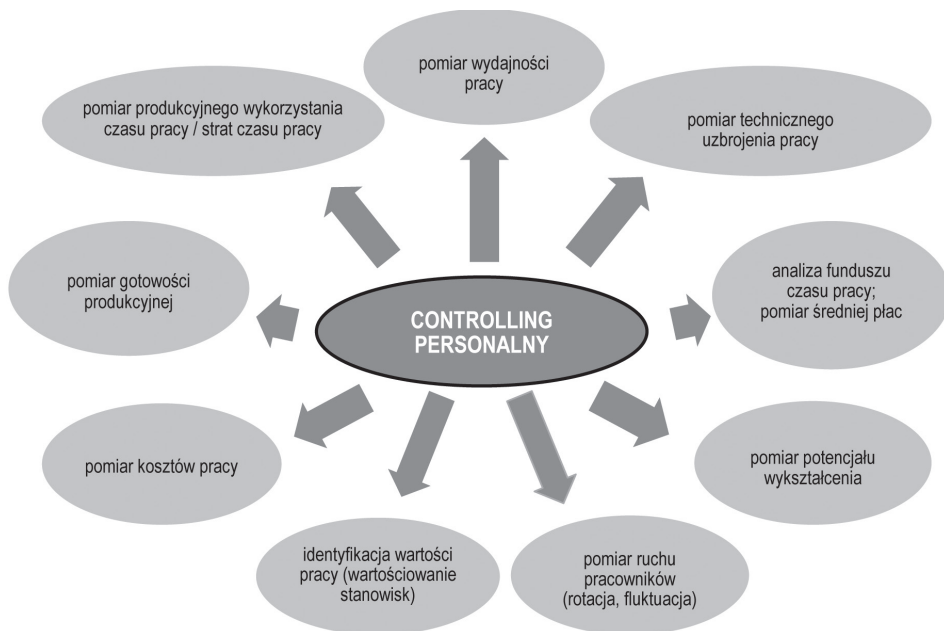 pomiar wydajności
pracy
pomiar produkcyjnego wykorzystania
czasu pracy / strat czasu pracy
pomiar technicznego
uzbrojenia pracy
pomiar gotowości
produkcyjnej
CONTROLLING
PERSONALNY
analiza funduszu
czasu pracy;
pomiar średniej płac
pomiar kosztów pracy
pomiar potencjału
wykształcenia
identyfikacja wartości
pracy (wartościowanie
stanowisk)
pomiar ruchu
pracowników
(rotacja, fluktuacja)